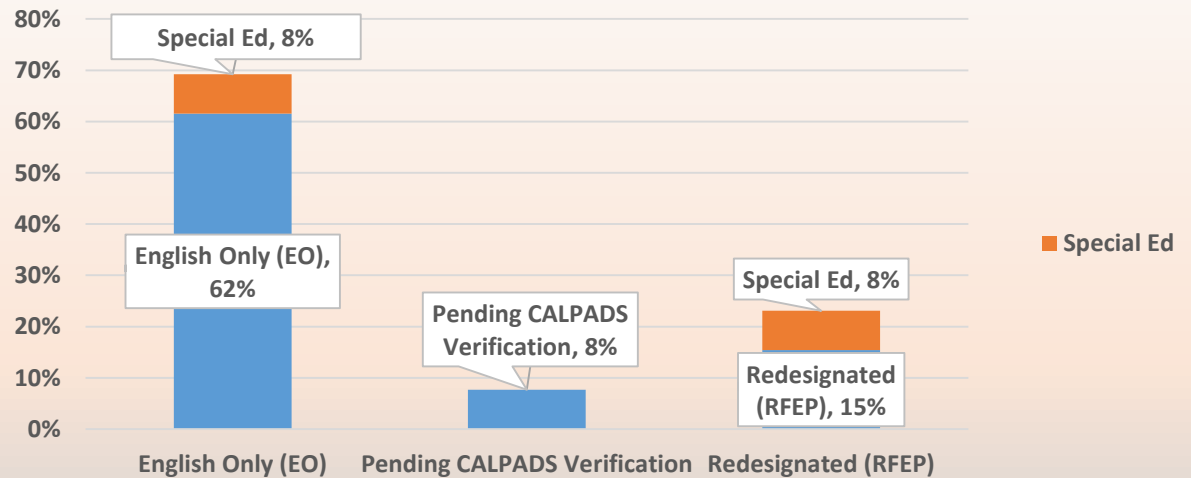 80%
70%
60%
50%
40%
30%
20%
10%
0%
Special Ed, 8%
English Only (EO),
62%
Pending CALPADS
Verification, 8%
Special Ed, 8%
Redesignated
(RFEP), 15%
English Only (EO)
Pending CALPADS Verification
Redesignated (RFEP)
Special Ed